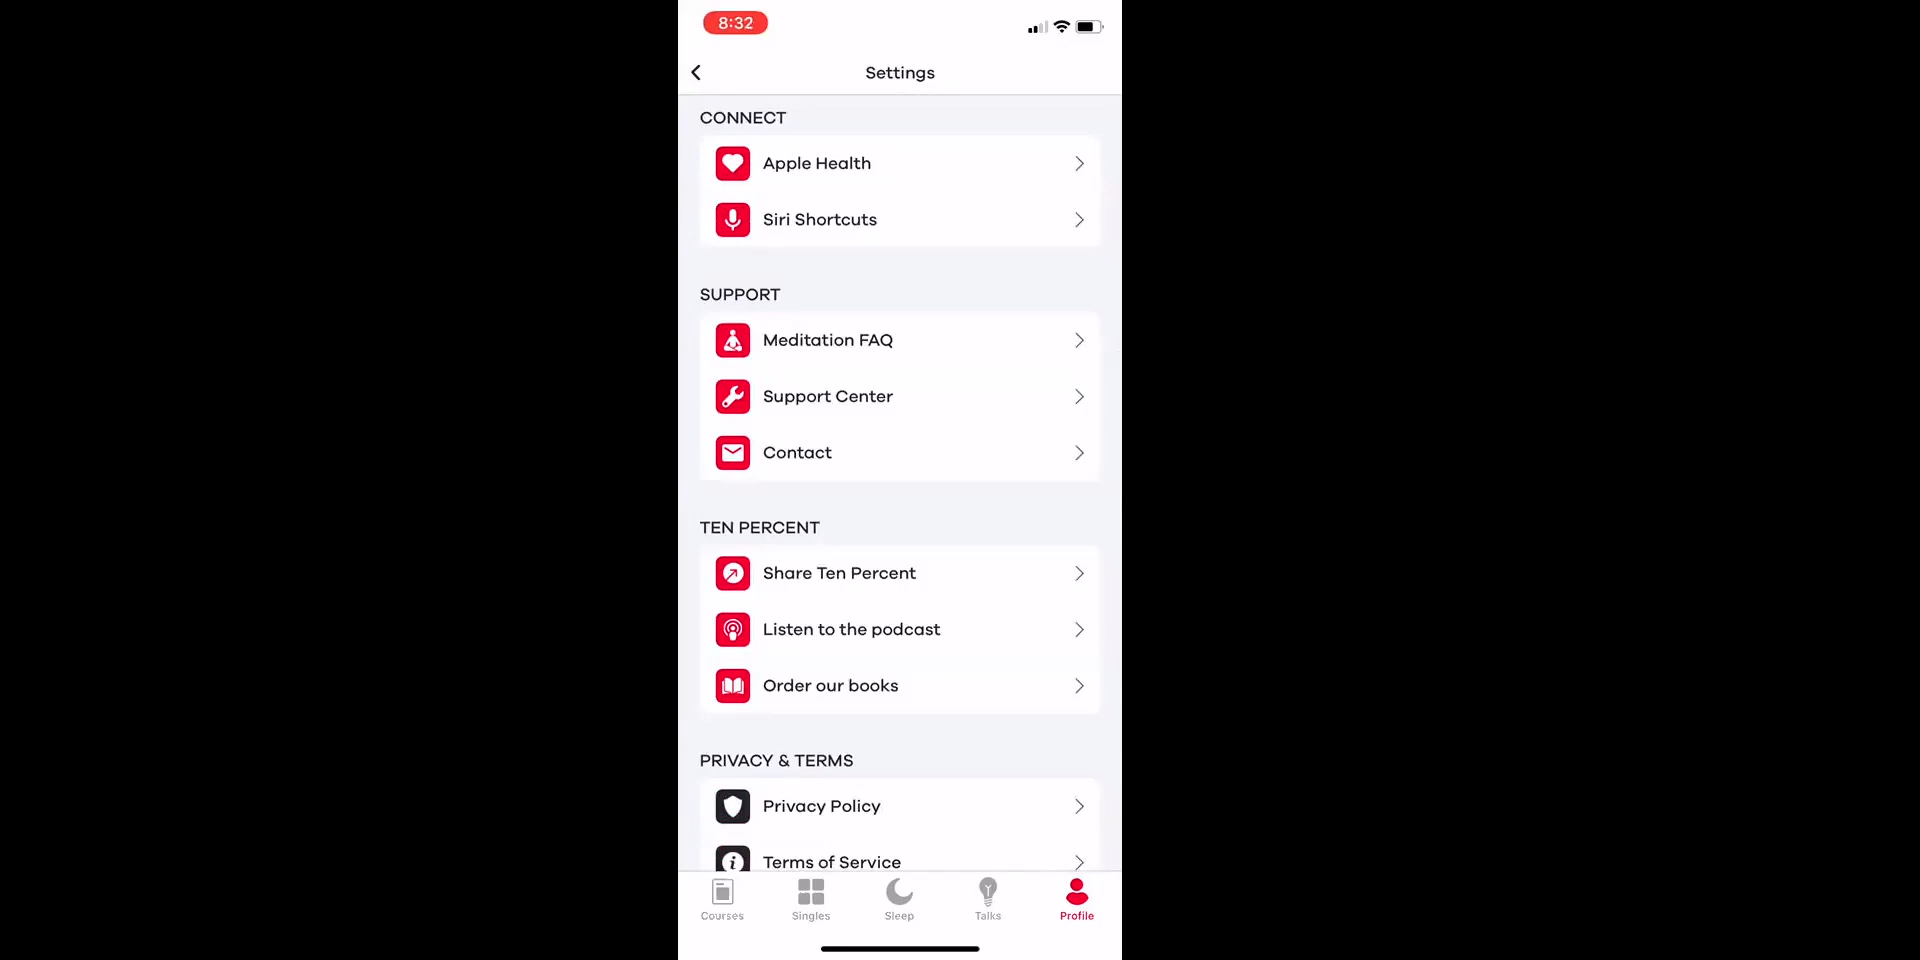 8:32
Settings
CONNECT
Apple Health
Siri Shortcuts
SUPPORT
Meditation FAQ
Support Center
Contact
TEN PERCENT
Share Ten Percent
Listen to the podcast
Order our books
PRIVACY & TERMS
Privacy Policy
Terms of Service
Courses
Singles
Sleep
Talks
Profile